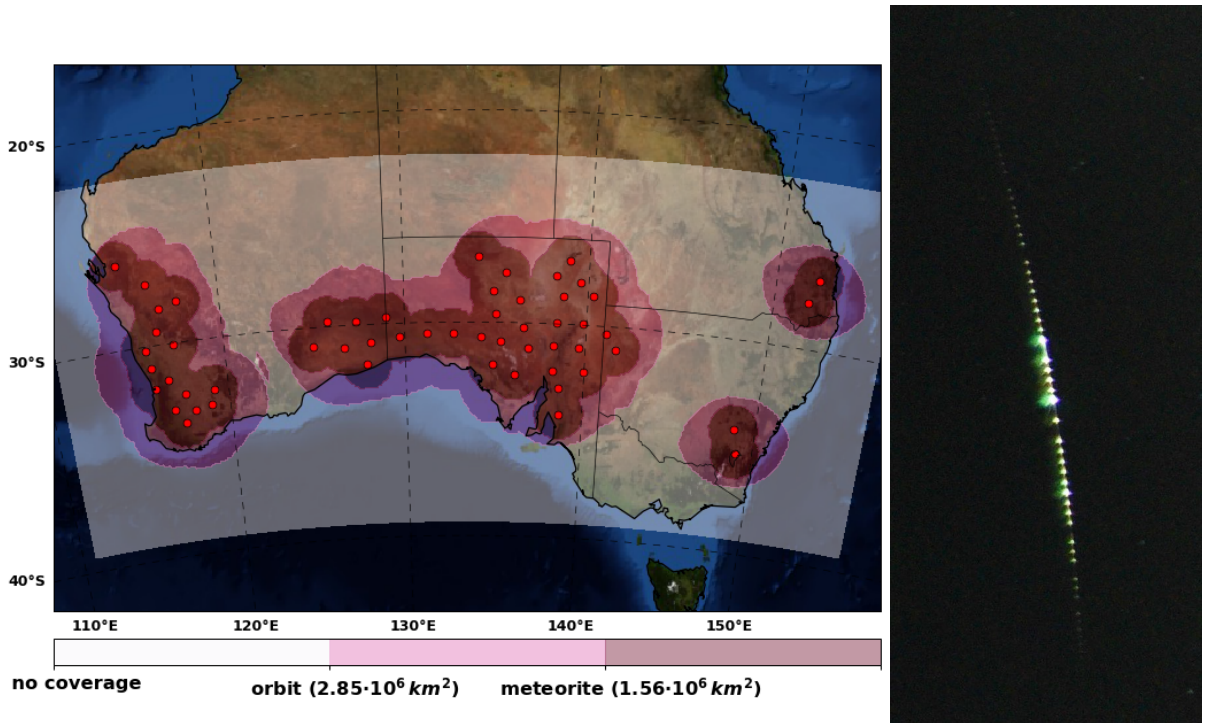 20°S
30°S
40°S
110°E 120°E 130°E 140°E 150°E
no coverage orbit (2.85·10⁶ km²) meteorite (1.56·10⁶ km²)